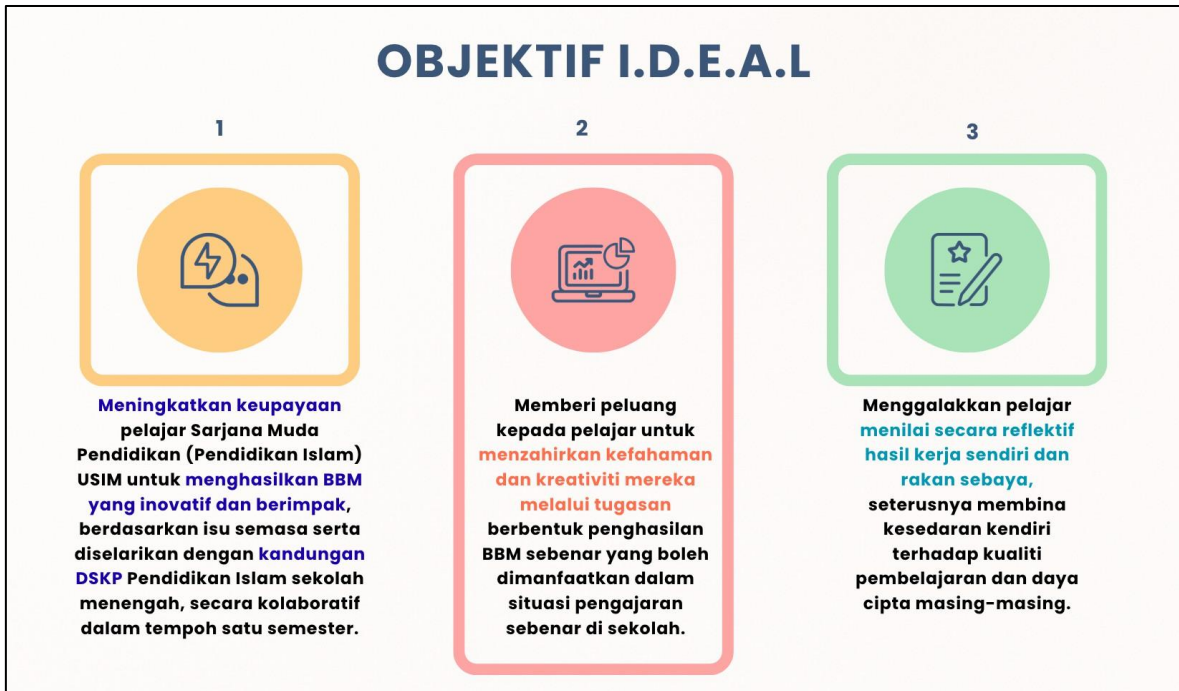 OBJEKTIF I.D.E.A.L
1
Meningkatkan keupayaan
pelajar Sarjana Muda
Pendidikan (Pendidikan Islam)
USIM untuk menghasilkan BBM
yang inovatif dan berimpak,
berdasarkan isu semasa serta
diselarikan dengan kandungan
DSKP Pendidikan Islam sekolah
menengah, secara kolaboratif
dalam tempoh satu semester.
2
Memberi peluang
kepada pelajar untuk
menzahirkan kefahaman
dan kreativiti mereka
melalui tugasan
berbentuk penghasilan
BBM sebenar yang boleh
dimanfaatkan dalam
situasi pengajaran
sebenar di sekolah.
3
Menggalakkan pelajar
menilai secara reflektif
hasil kerja sendiri dan
rakan sebaya,
seterusnya membina
kesedaran kendiri
terhadap kualiti
pembelajaran dan daya
cipta masing-masing.